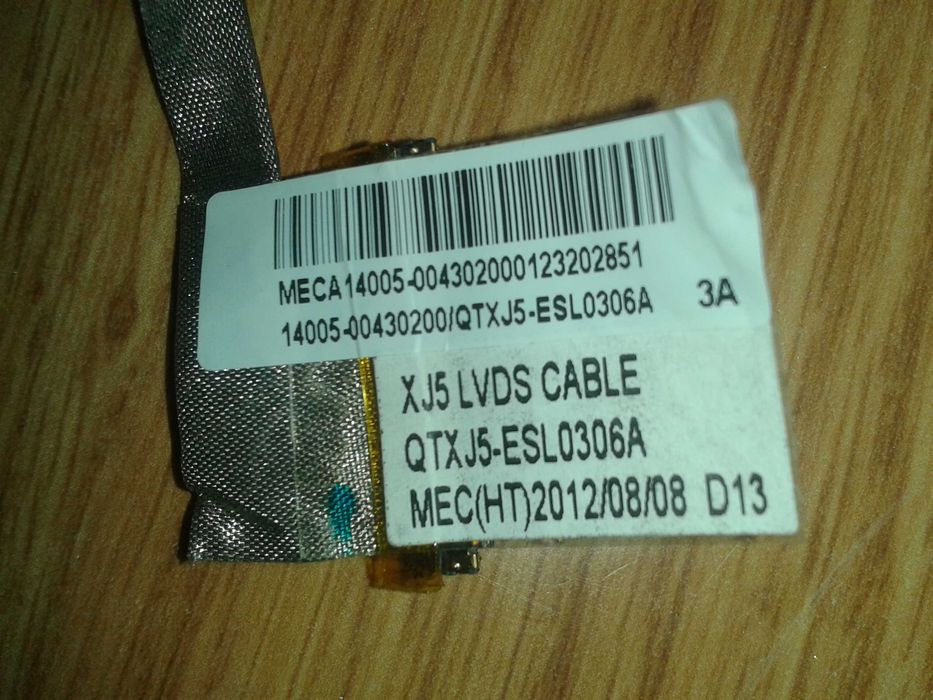 MECA14005-004302000123202851
14005-00430200/QTXJ5-ESL0306A 3A
XJ5 LVDS CABLE
QTXJ5-ESL0306A
MEC(HT)2012/08/08 D13